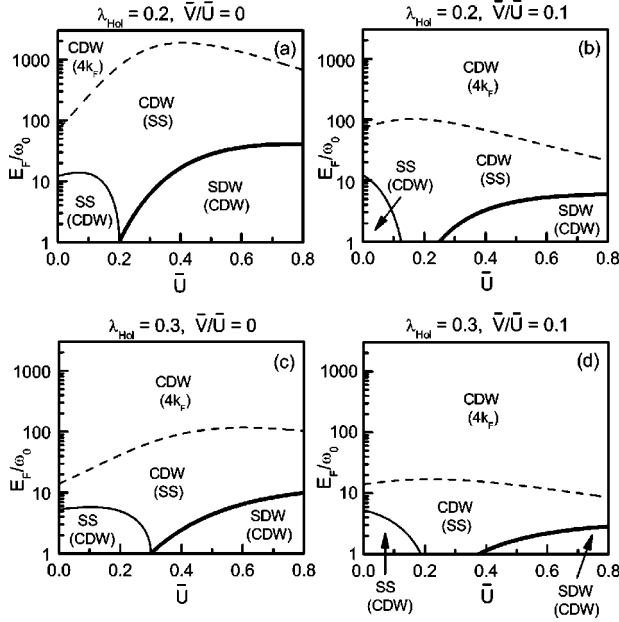 λHol = 0.2, V̄/Ū = 0
(a)
1000
100
10
1
0.0 0.2 0.4 0.6 0.8
EF/ω0
Ū
CDW
(4kF)
CDW
(SS)
SS
(CDW)
SDW
(CDW)
λHol = 0.2, V̄/Ū = 0.1
(b)
1000
100
10
1
0.0 0.2 0.4 0.6 0.8
EF/ω0
Ū
CDW
(4kF)
SS
(CDW)
CDW
(SS)
SDW
(CDW)
λHol = 0.3, V̄/Ū = 0
(c)
1000
100
10
1
0.0 0.2 0.4 0.6 0.8
EF/ω0
Ū
CDW
(4kF)
CDW
(SS)
SS
(CDW)
SDW
(CDW)
λHol = 0.3, V̄/Ū = 0.1
(d)
1000
100
10
1
0.0 0.2 0.4 0.6 0.8
EF/ω0
Ū
CDW
(4kF)
CDW
(SS)
SS
(CDW)
SDW
(CDW)